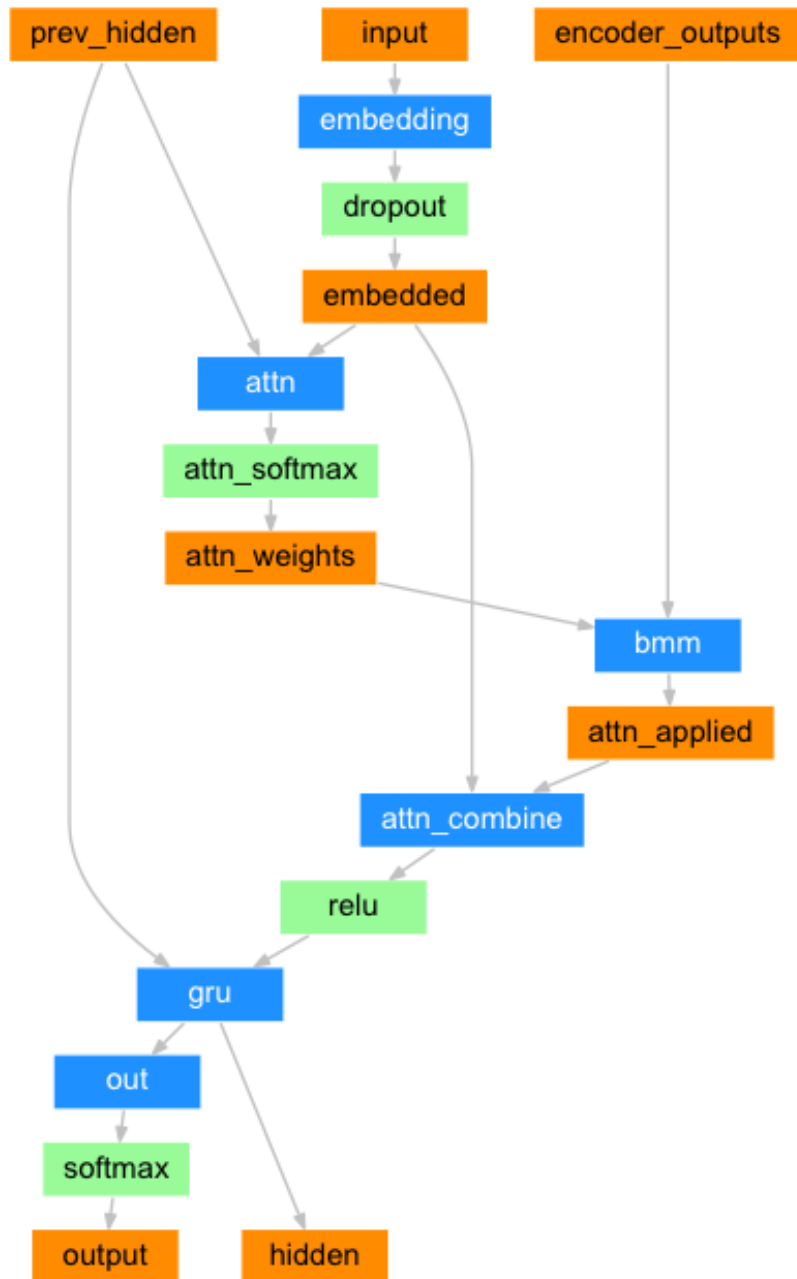 prev_hidden
input
encoder_outputs
embedding
dropout
embedded
attn
attn_softmax
attn_weights
bmm
attn_applied
attn_combine
relu
gru
out
softmax
output
hidden